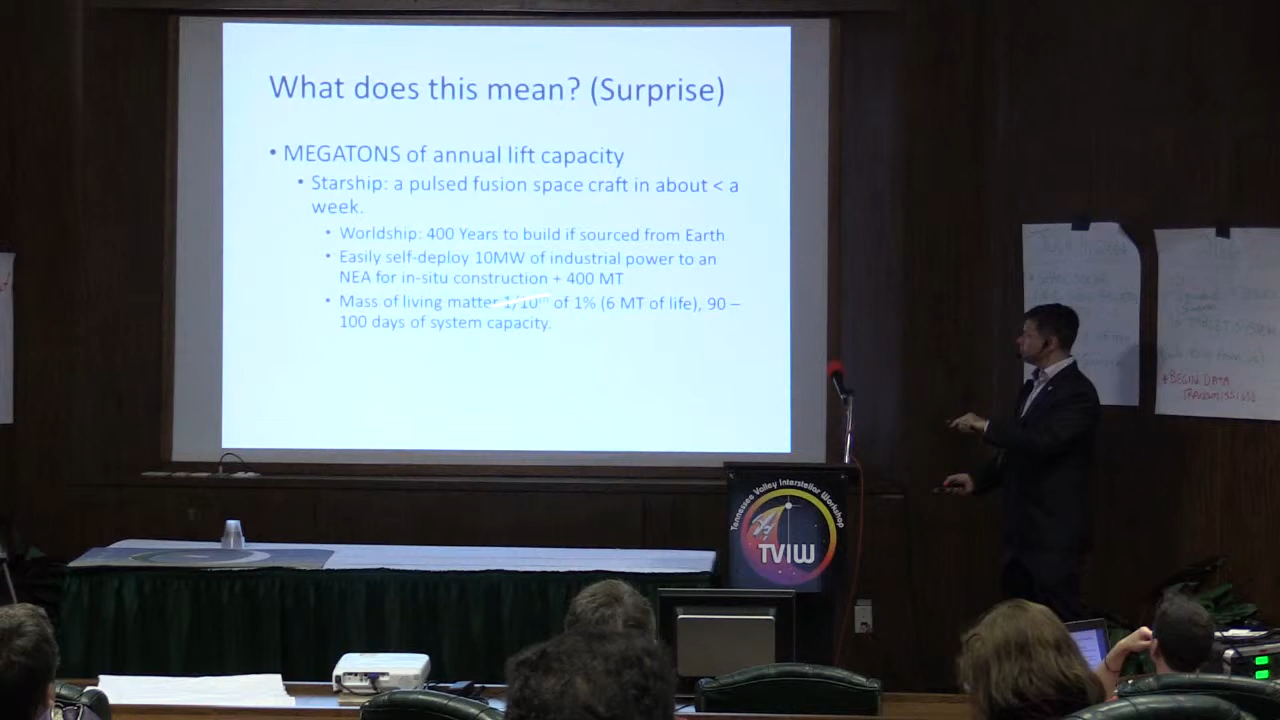 What does this mean? (Surprise)
• MEGATONS of annual lift capacity
• Starship: a pulsed fusion space craft in about < a
week.
• Worldship: 400 Years to build if sourced from Earth
• Easily self-deploy 10MW of industrial power to an
NEA for in-situ construction + 400 MT
• Mass of living matter 1/10th of 1% (6 MT of life), 90 –
100 days of system capacity.
Tennessee Valley Interstellar Workshop
TVIW
+ BEGIN DATA
TRANSMISSIONS